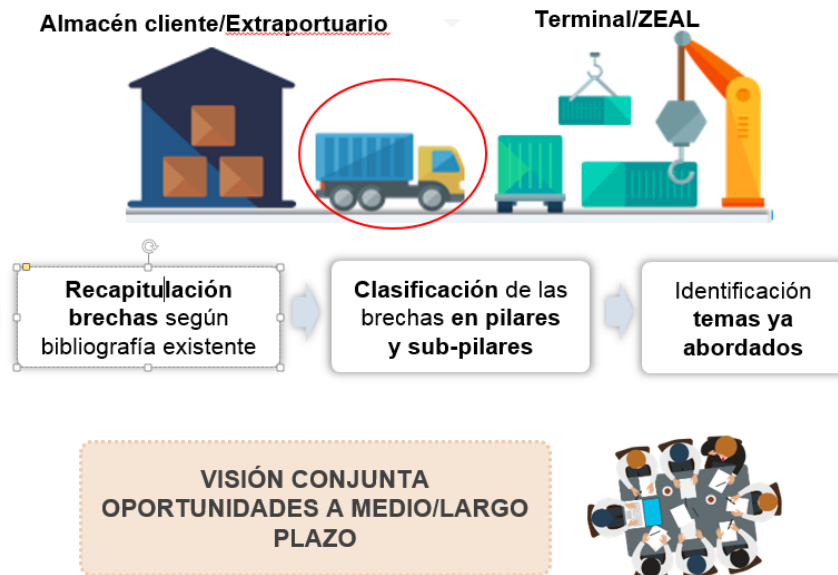 Almacén cliente/Extraportuario
Terminal/ZEAL
Recapitulación
brechas según
bibliografía existente
Clasificación de las
brechas en pilares
y sub-pilares
Identificación
temas ya
abordados
VISIÓN CONJUNTA
OPORTUNIDADES A MEDIO/LARGO
PLAZO